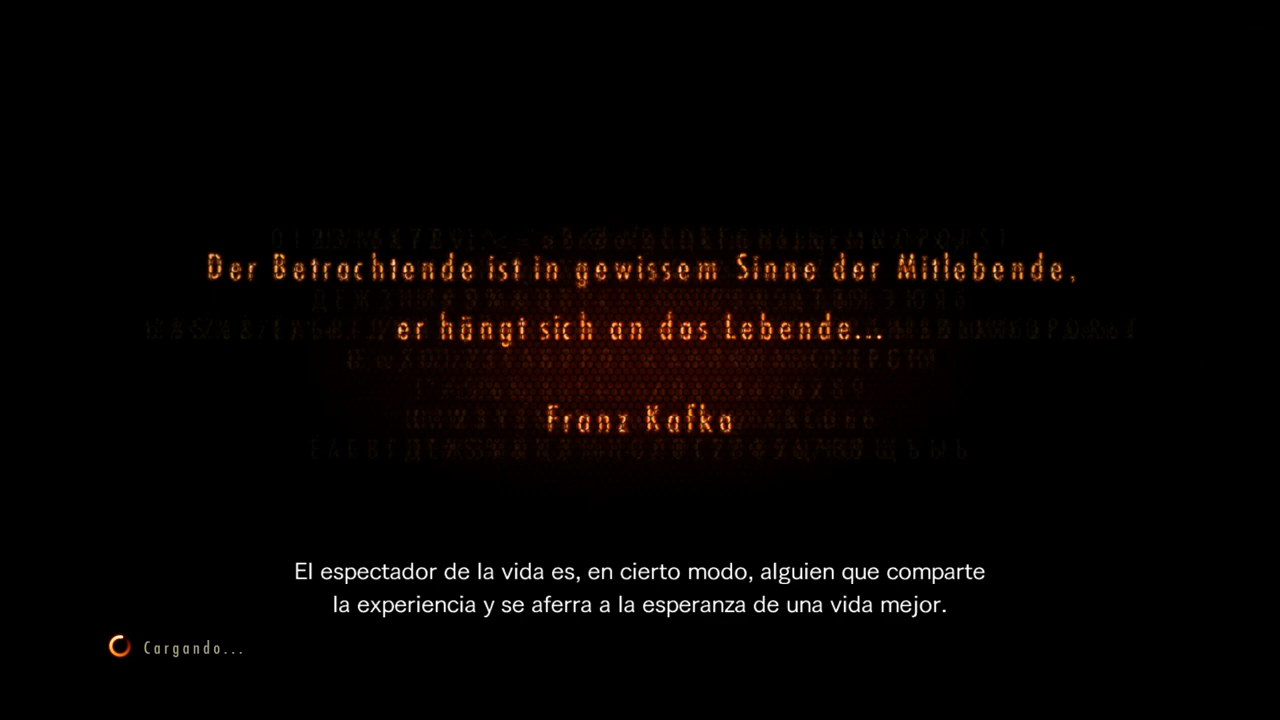 Der Betrachtende ist in gewissem Sinne der Mitlebende,
er hängt sich an das Lebende...
Franz Kafka
El espectador de la vida es, en cierto modo, alguien que comparte
la experiencia y se aferra a la esperanza de una vida mejor.
Cargando...